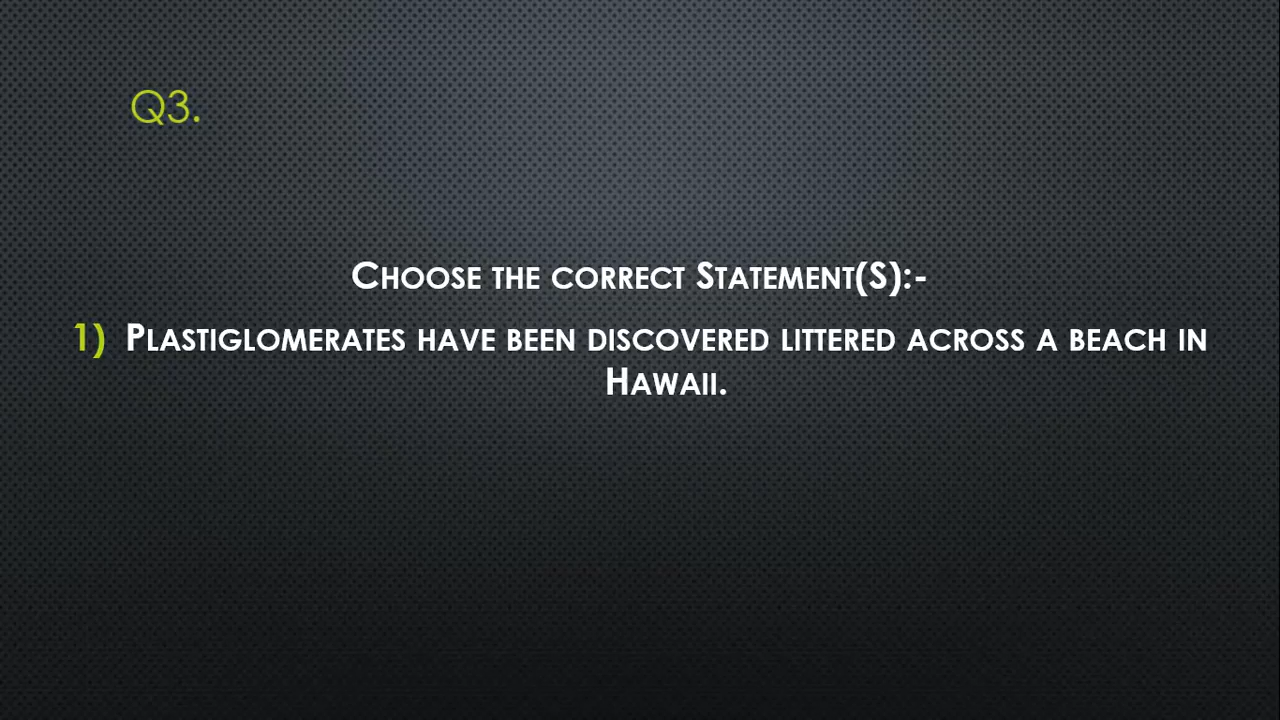 Q3.
Choose the correct Statement(S):-
1) Plastiglomerates have been discovered littered across a beach in
Hawaii.